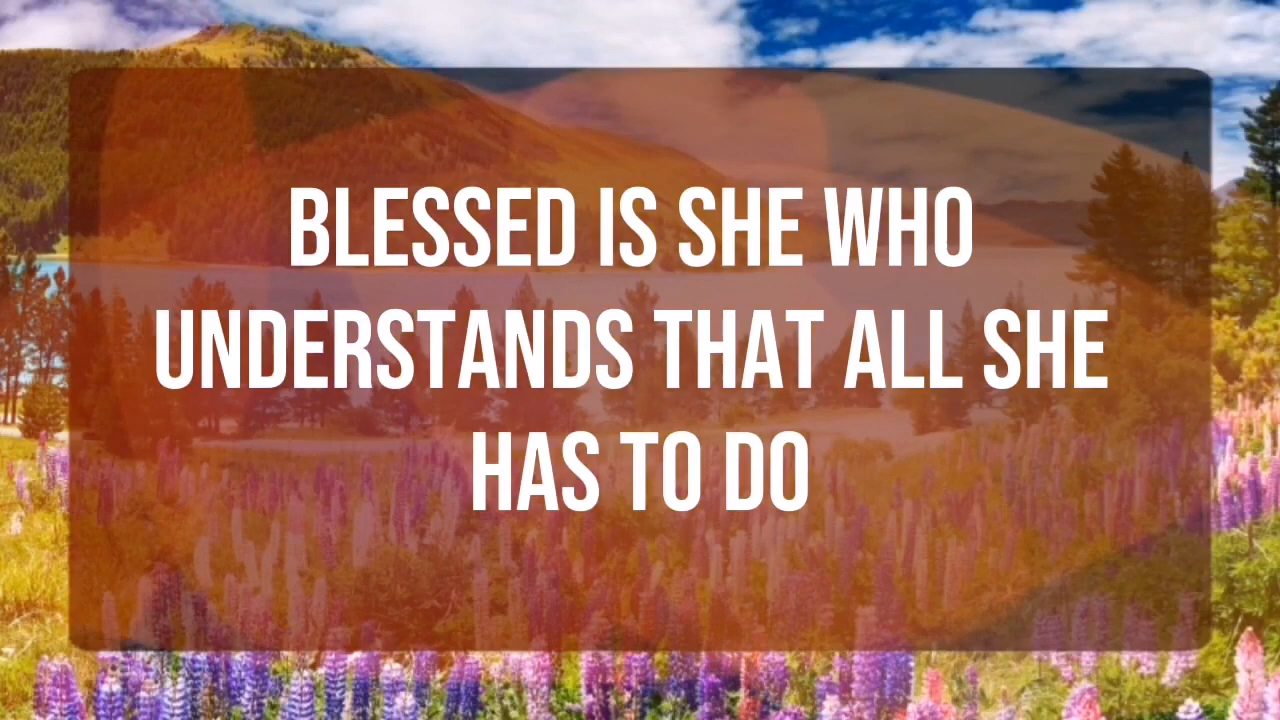 BLESSED IS SHE WHO
UNDERSTANDS THAT ALL SHE
HAS TO DO